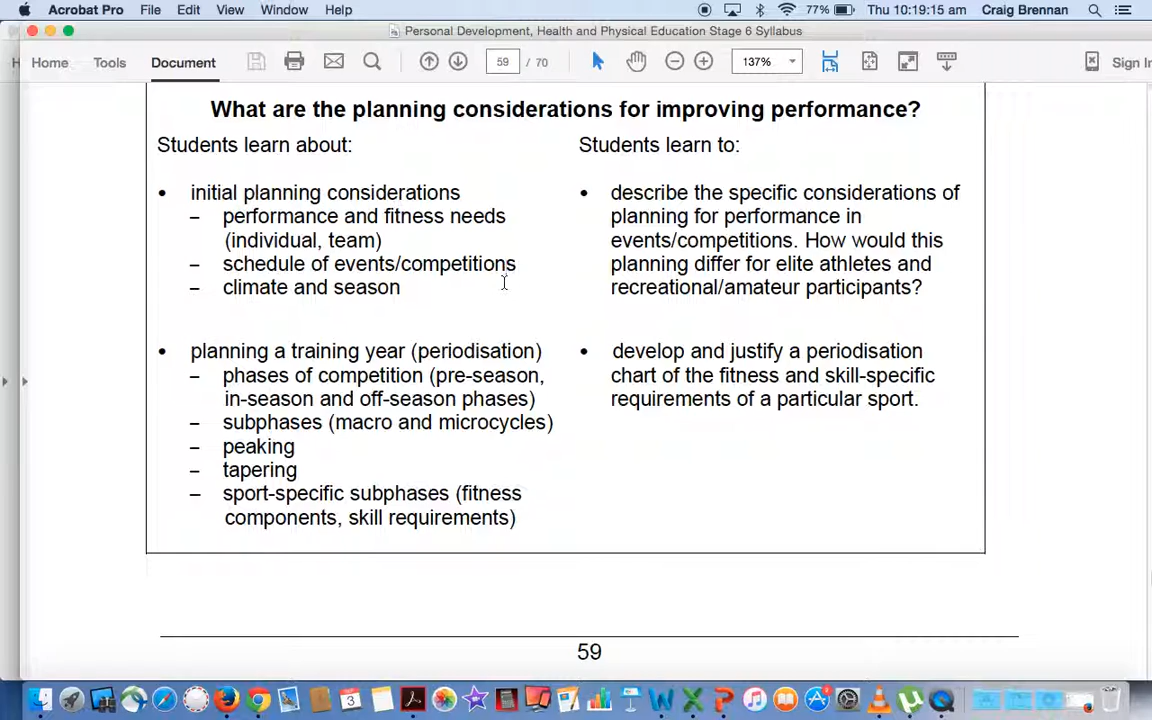 Acrobat Pro File Edit View Window Help 77% Thu 10:19:15 am Craig Brennan
Personal Development, Health and Physical Education Stage 6 Syllabus
Home Tools Document 59 / 70 137% Sign In
What are the planning considerations for improving performance?
Students learn about:
• initial planning considerations
– performance and fitness needs
(individual, team)
– schedule of events/competitions
– climate and season
• planning a training year (periodisation)
– phases of competition (pre-season,
in-season and off-season phases)
– subphases (macro and microcycles)
– peaking
– tapering
– sport-specific subphases (fitness
components, skill requirements)
Students learn to:
• describe the specific considerations of
planning for performance in
events/competitions. How would this
planning differ for elite athletes and
recreational/amateur participants?
• develop and justify a periodisation
chart of the fitness and skill-specific
requirements of a particular sport.
59
3